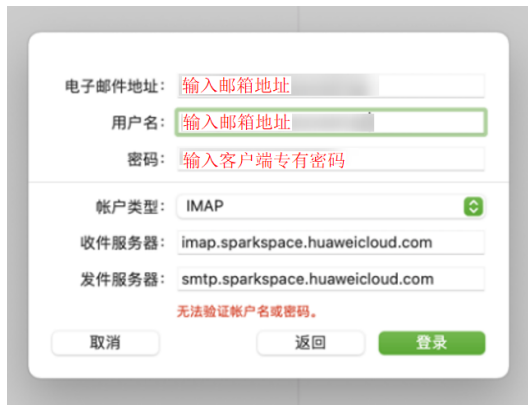 电子邮件地址： 输入邮箱地址
用户名： 输入邮箱地址
密码： 输入客户端专有密码
帐户类型： IMAP
收件服务器： imap.sparkspace.huaweicloud.com
发件服务器： smtp.sparkspace.huaweicloud.com
无法验证帐户名或密码。
取消 返回 登录